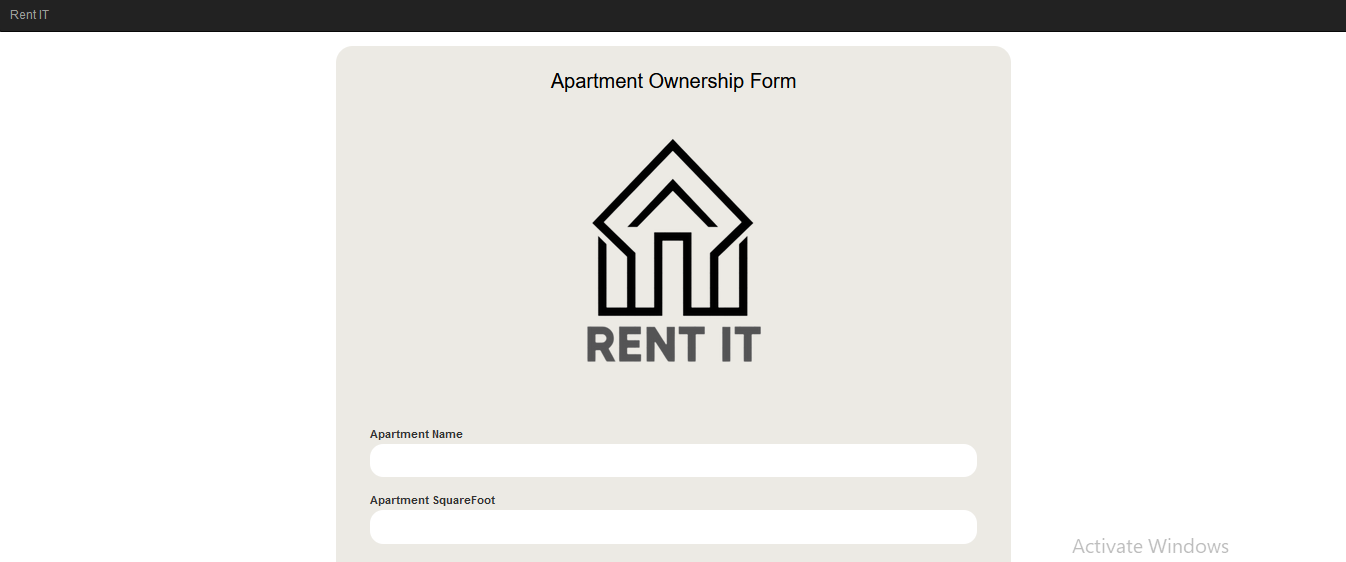 Rent IT
Apartment Ownership Form
RENT IT
Apartment Name
Apartment SquareFoot
Activate Windows